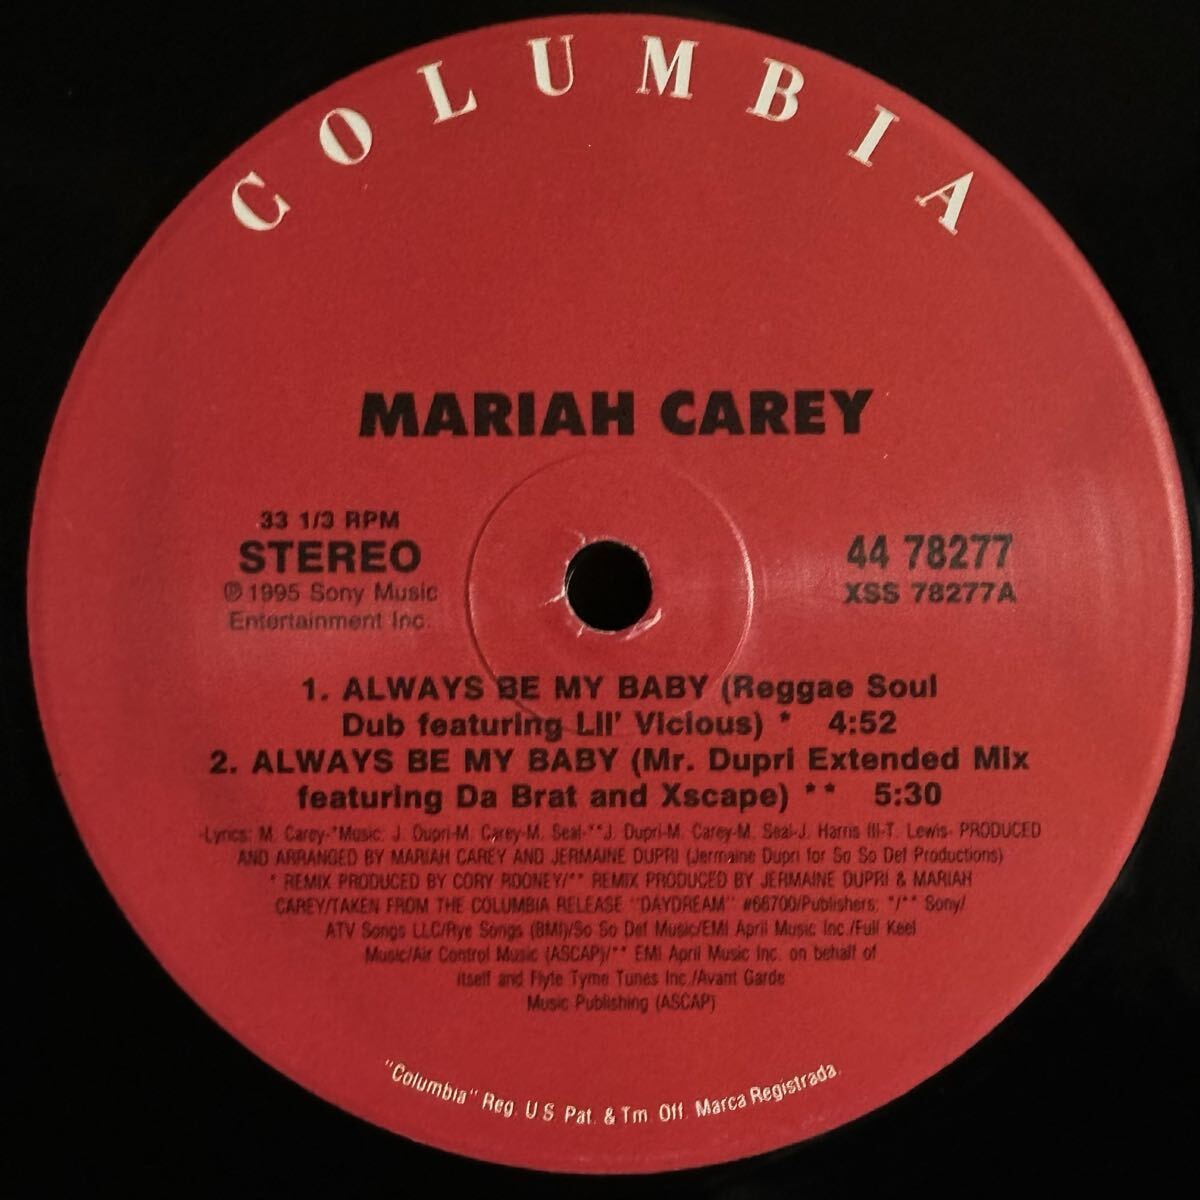 COLUMBIA
MARIAH CAREY
33 1/3 RPM
STEREO
℗ 1995 Sony Music
Entertainment Inc.
44 78277
XSS 78277A
1. ALWAYS BE MY BABY (Reggae Soul
Dub featuring Lil' Vicious) * 4:52
2. ALWAYS BE MY BABY (Mr. Dupri Extended Mix
featuring Da Brat and Xscape) ** 5:30
-Lyrics: M. Carey-*Music: J. Dupri-M. Carey-M. Seal-**J. Dupri-M. Carey-M. Seal-J. Harris III-T. Lewis- PRODUCED
AND ARRANGED BY MARIAH CAREY AND JERMAINE DUPRI (Jermaine Dupri for So So Def Productions)
* REMIX PRODUCED BY CORY ROONEY/** REMIX PRODUCED BY JERMAINE DUPRI & MARIAH
CAREY/TAKEN FROM THE COLUMBIA RELEASE "DAYDREAM" #66700/Publishers: */** Sony/
ATV Songs LLC/Rye Songs (BMI)/So So Def Music/EMI April Music Inc./Full Keel
Music/Air Control Music (ASCAP)/** EMI April Music Inc. on behalf of
itself and Flyte Tyme Tunes Inc./Avant Garde
Music Publishing (ASCAP)
"Columbia" Reg. U.S. Pat. & Tm. Off. Marca Registrada.